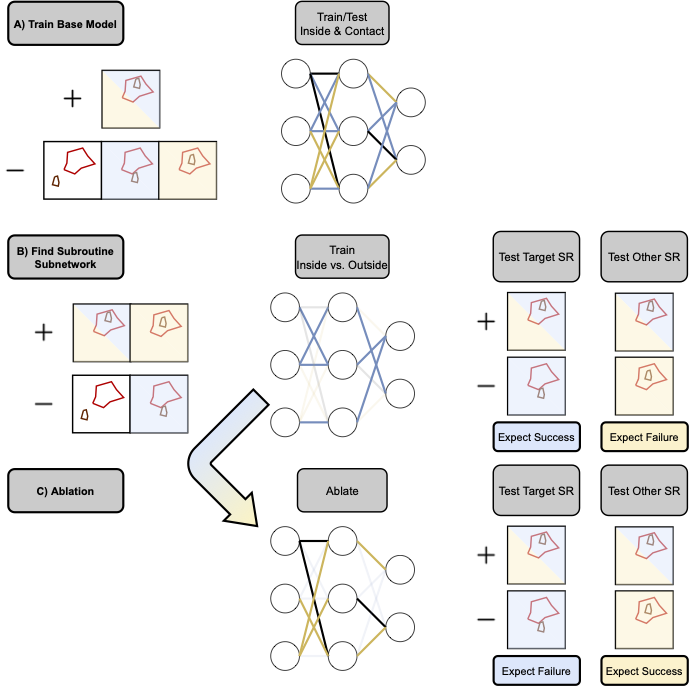 A) Train Base Model
Train/Test
Inside & Contact
+
−
B) Find Subroutine
Subnetwork
Train
Inside vs. Outside
Test Target SR
Test Other SR
+
−
+
−
Expect Success
Expect Failure
C) Ablation
Ablate
Test Target SR
Test Other SR
+
−
Expect Failure
Expect Success